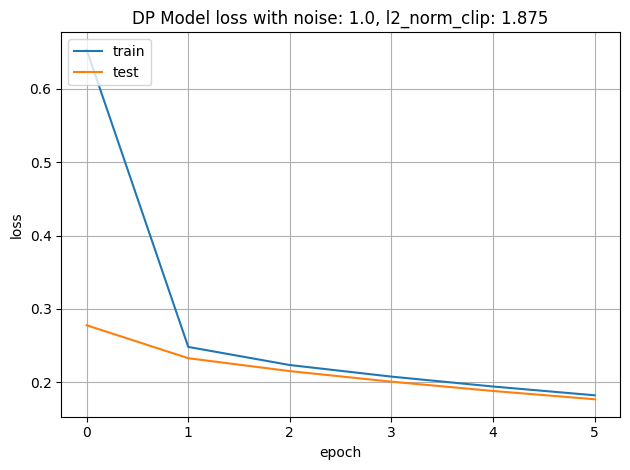 DP Model loss with noise: 1.0, l2_norm_clip: 1.875
train
test
0.6
0.5
0.4
0.3
0.2
loss
0 1 2 3 4 5
epoch